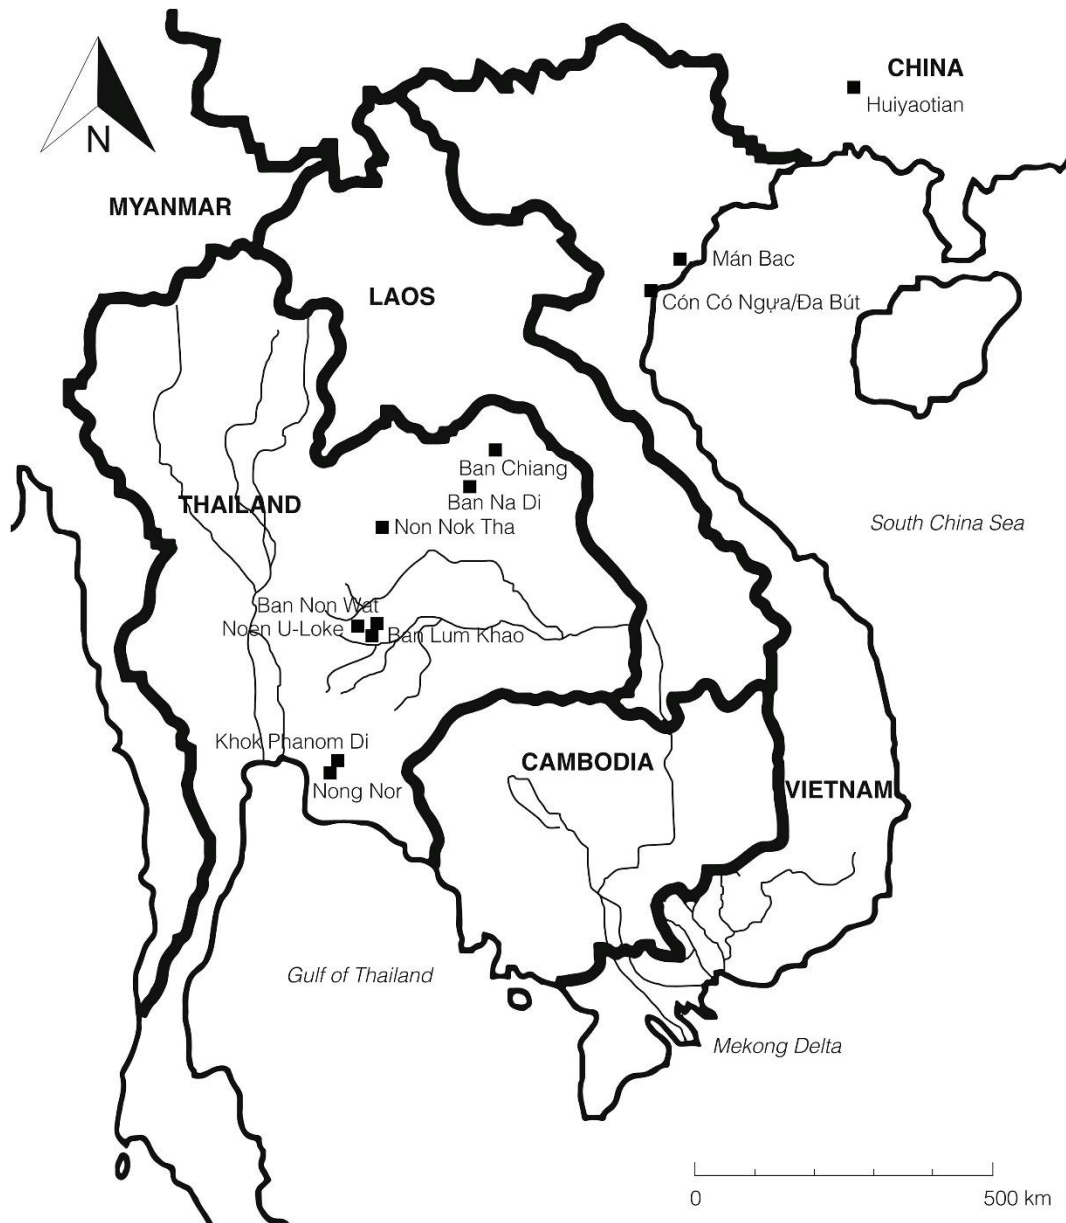 CHINA
Huiyaotian
N
MYANMAR
Mán Bac
LAOS
Cón Có Ngựa/Đa Bút
Ban Chiang
THAILAND
Ban Na Di
South China Sea
Non Nok Tha
Ban Non Wat
Noen U-Loke
Ban Lum Khao
Khok Phanom Di
CAMBODIA
Nong Nor
VIETNAM
Gulf of Thailand
Mekong Delta
0
500 km